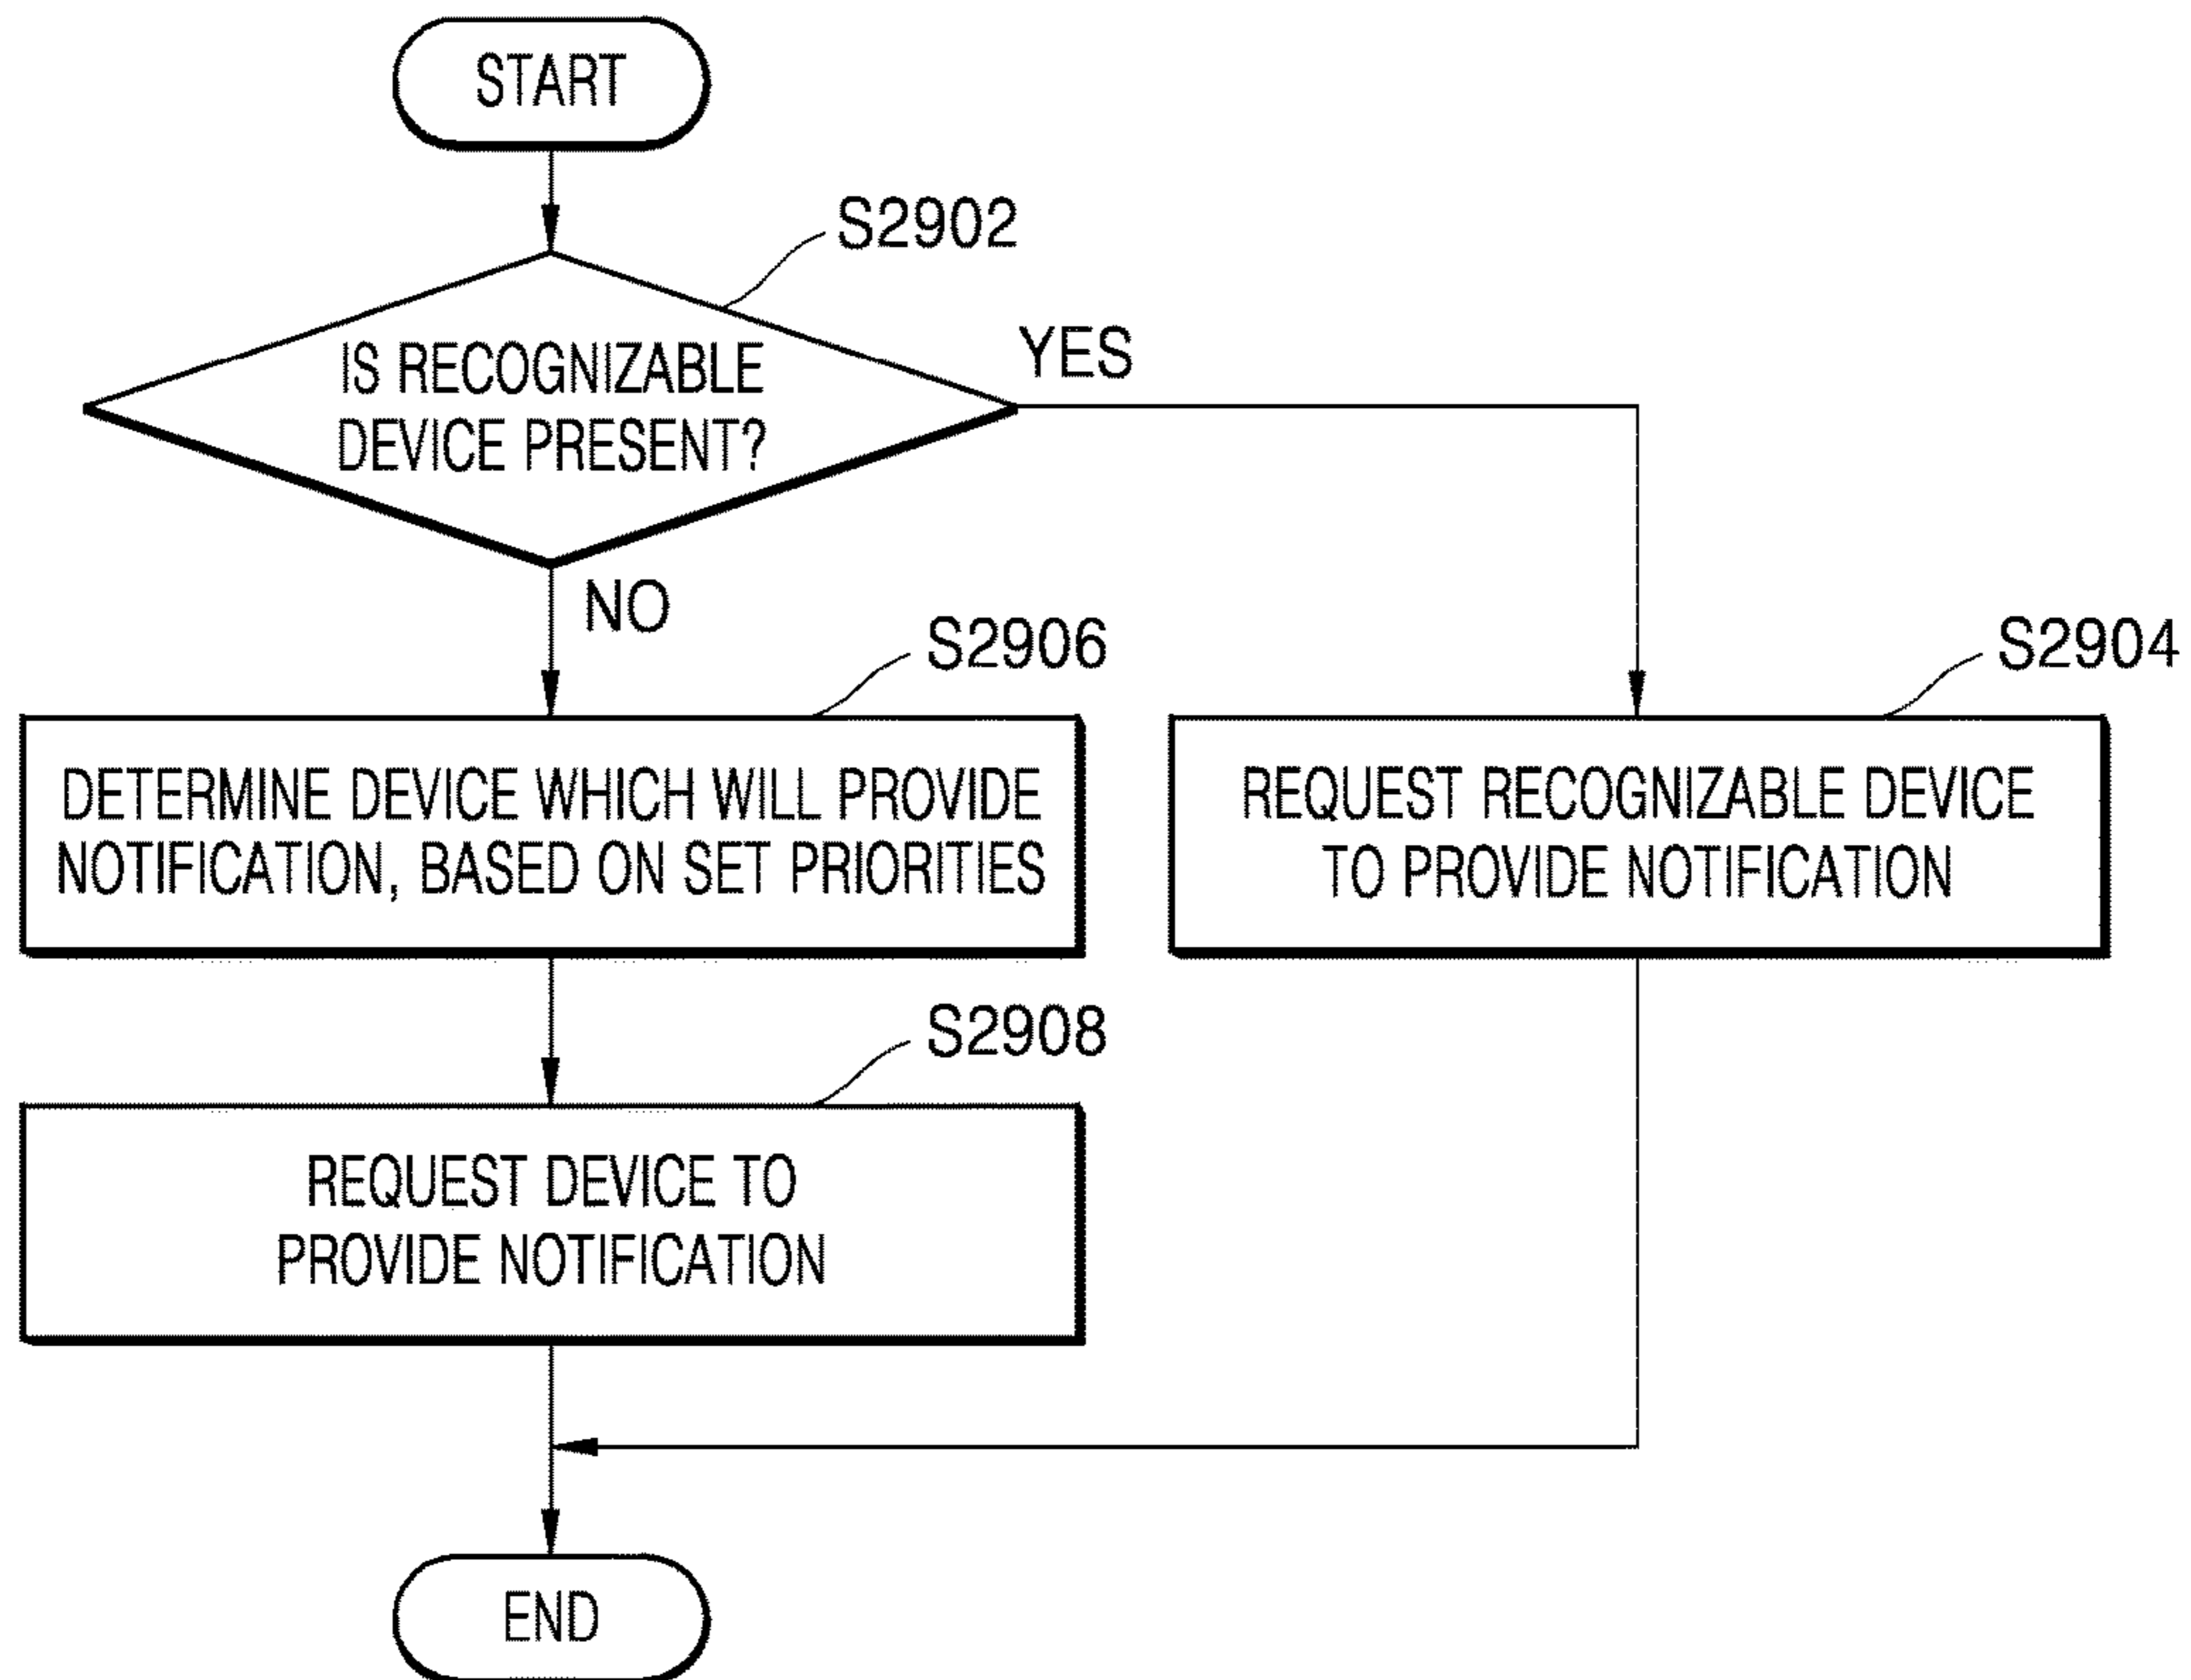 START
S2902
IS RECOGNIZABLE
DEVICE PRESENT?
YES
NO
S2906
DETERMINE DEVICE WHICH WILL PROVIDE
NOTIFICATION, BASED ON SET PRIORITIES
S2904
REQUEST RECOGNIZABLE DEVICE
TO PROVIDE NOTIFICATION
S2908
REQUEST DEVICE TO
PROVIDE NOTIFICATION
END